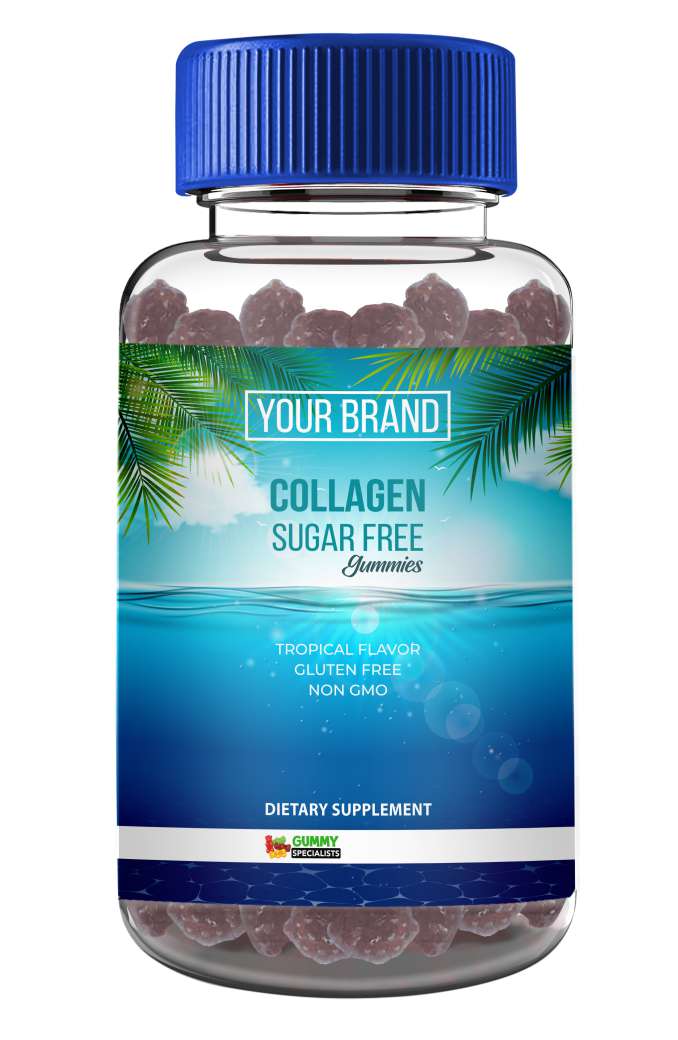 YOUR BRAND
COLLAGEN
SUGAR FREE
gummies
TROPICAL FLAVOR
GLUTEN FREE
NON GMO
DIETARY SUPPLEMENT
GUMMY
SPECIALISTS